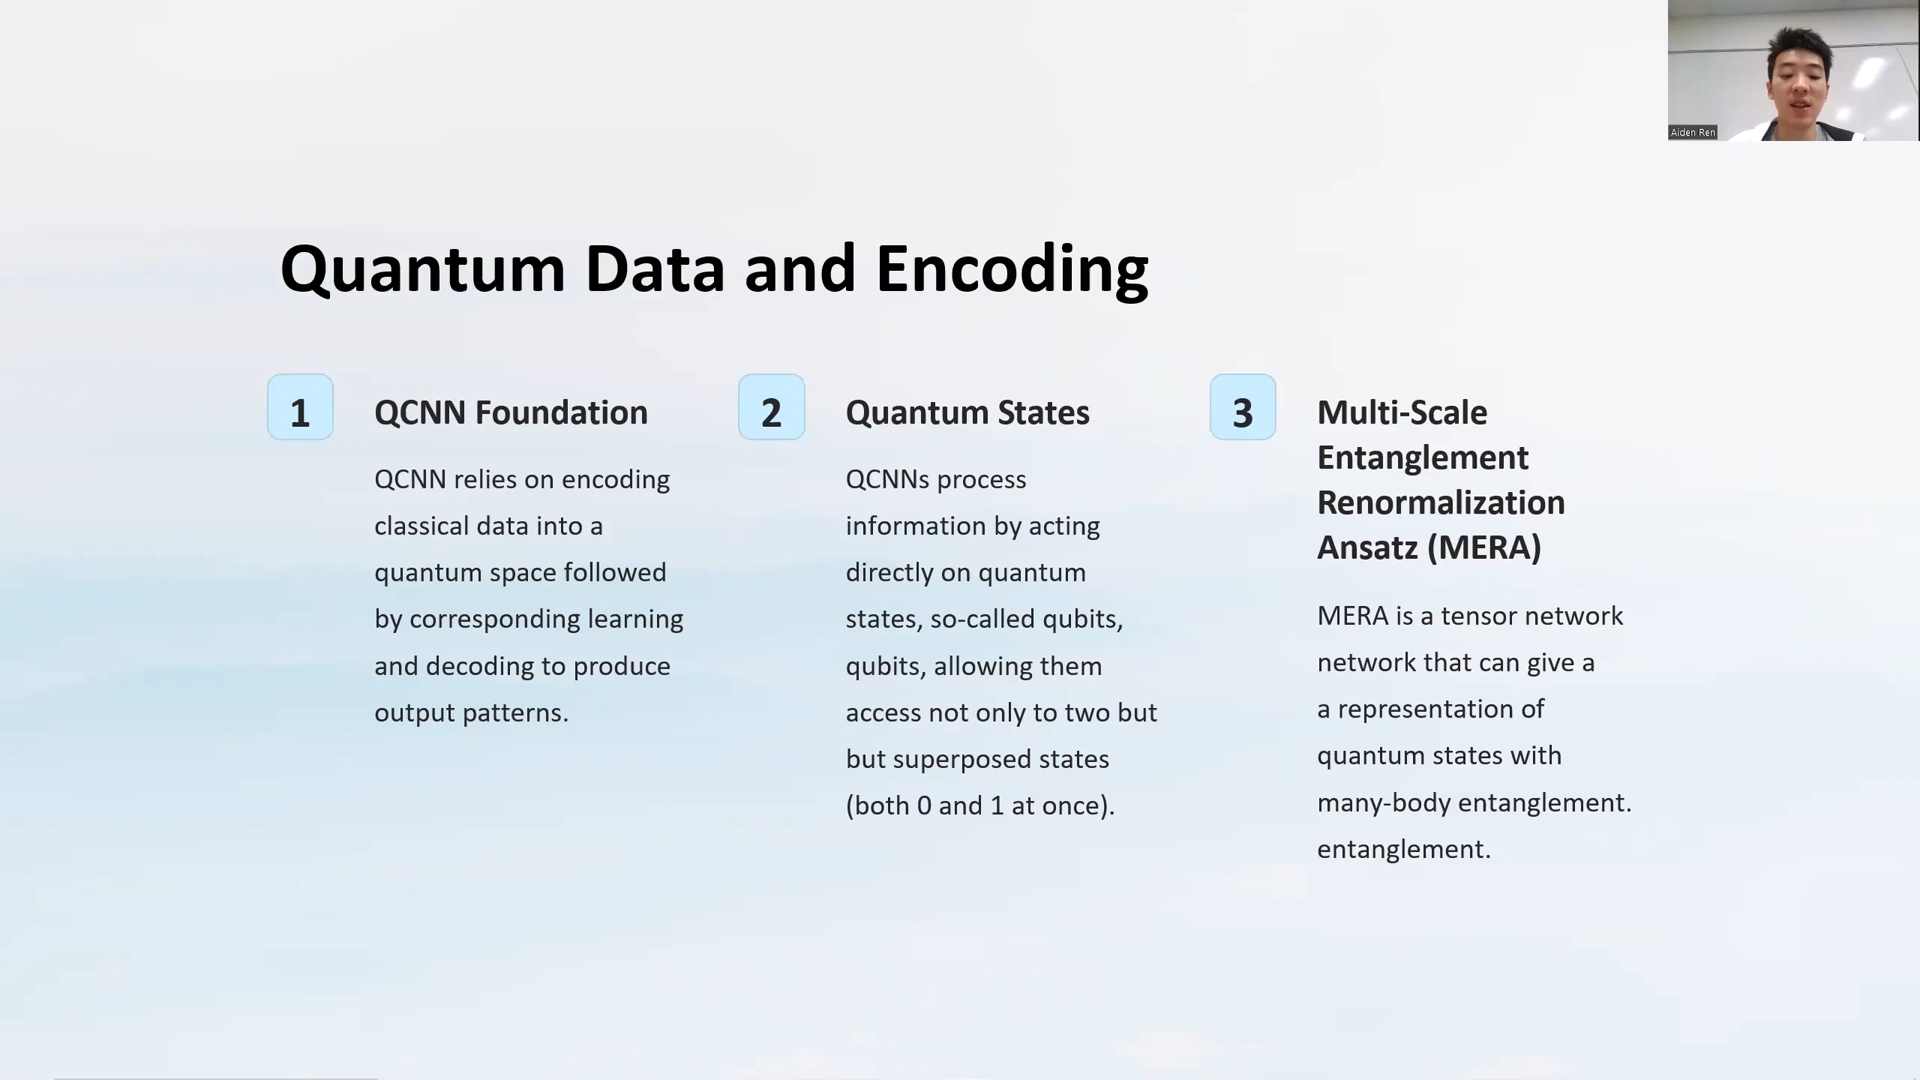 Aiden Ren
Quantum Data and Encoding
1
QCNN Foundation
QCNN relies on encoding
classical data into a
quantum space followed
by corresponding learning
and decoding to produce
output patterns.
2
Quantum States
QCNNs process
information by acting
directly on quantum
states, so-called qubits,
qubits, allowing them
access not only to two but
but superposed states
(both 0 and 1 at once).
3
Multi-Scale
Entanglement
Renormalization
Ansatz (MERA)
MERA is a tensor network
network that can give a
a representation of
quantum states with
many-body entanglement.
entanglement.